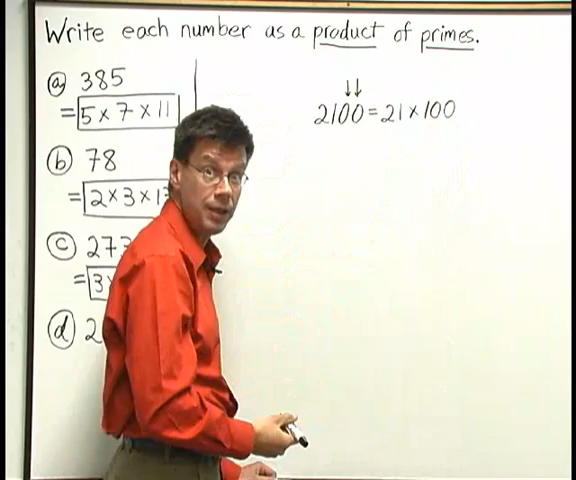 Write each number as a product of primes.
a 385
= 5 × 7 × 11
b 78
= 2 × 3 × 1
c 27
= 3
d 2
↓↓
2100 = 21 × 100